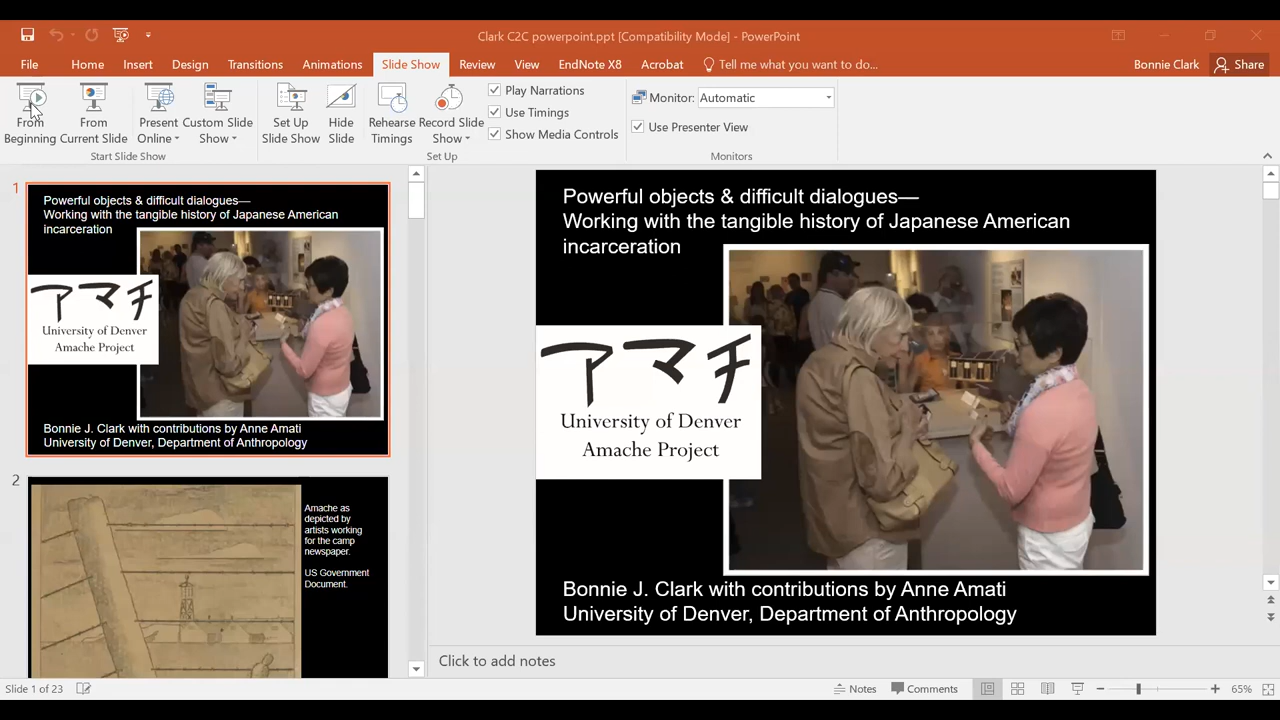 Clark C2C powerpoint.ppt [Compatibility Mode] - PowerPoint
File Home Insert Design Transitions Animations Slide Show Review View EndNote X8 Acrobat Tell me what you want to do... Bonnie Clark Share
From Beginning
From Current Slide
Present Online
Custom Slide Show
Start Slide Show
Set Up Slide Show
Hide Slide
Rehearse Timings
Record Slide Show
Play Narrations
Use Timings
Show Media Controls
Set Up
Monitor: Automatic
Use Presenter View
Monitors
1
Powerful objects & difficult dialogues—
Working with the tangible history of Japanese American
incarceration
アマチ
University of Denver
Amache Project
Bonnie J. Clark with contributions by Anne Amati
University of Denver, Department of Anthropology
2
Amache as
depicted by
artists working
for the camp
newspaper.
US Government
Document.
Powerful objects & difficult dialogues—
Working with the tangible history of Japanese American
incarceration
アマチ
University of Denver
Amache Project
Bonnie J. Clark with contributions by Anne Amati
University of Denver, Department of Anthropology
Click to add notes
Slide 1 of 23 Notes Comments 65%